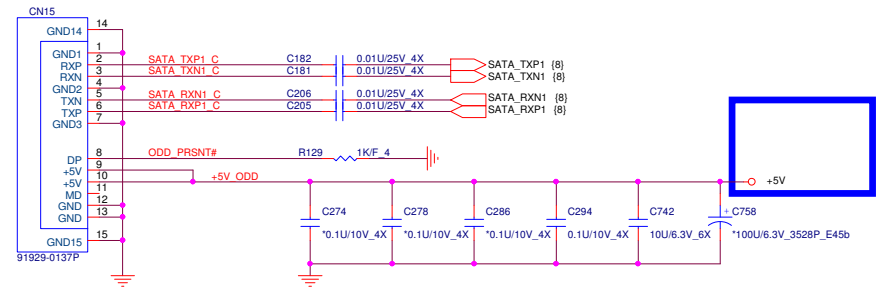 CN15
GND14 14
GND1 1
RXP 2 SATA_TXP1_C C182 0.01U/25V_4X SATA_TXP1 {8}
RXN 3 SATA_TXN1_C C181 0.01U/25V_4X SATA_TXN1 {8}
GND2 4
TXN 5 SATA_RXN1_C C206 0.01U/25V_4X SATA_RXN1 {8}
TXP 6 SATA_RXP1_C C205 0.01U/25V_4X SATA_RXP1 {8}
GND3 7
DP 8 ODD_PRSNT# R129 1K/F_4
+5V 9
+5V 10 +5V_ODD +5V
MD 11
GND 12
GND 13
C274 C278 C286 C294 C742 + C758
*0.1U/10V_4X *0.1U/10V_4X *0.1U/10V_4X 0.1U/10V_4X 10U/6.3V_6X *100U/6.3V_3528P_E45b
GND15 15
91929-0137P